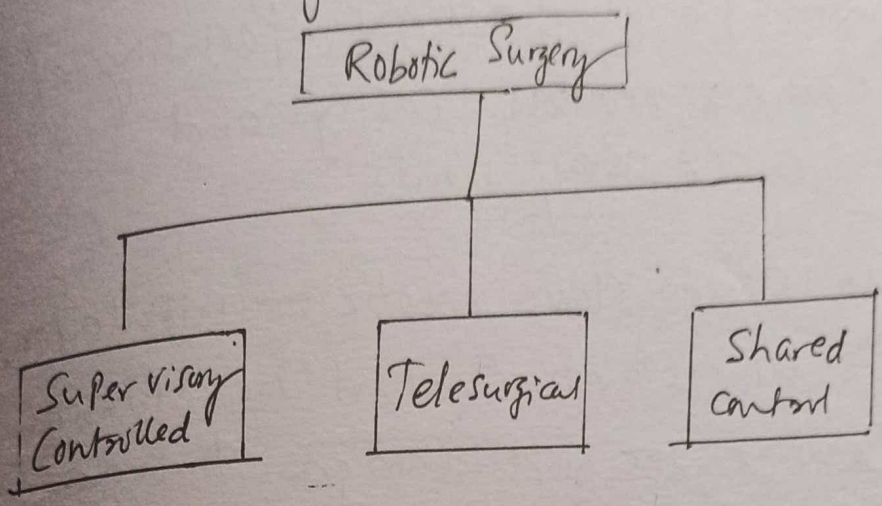 Robotic Surgery
Supervisory
Controlled
Telesurgical
Shared
control